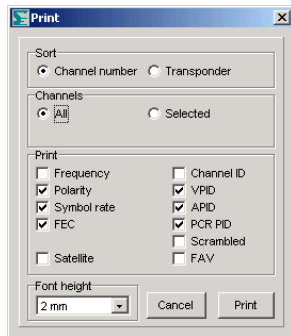 Print
Sort
Channel number Transponder
Channels
All Selected
Print
Frequency Channel ID
Polarity VPID
Symbol rate APID
FEC PCR PID
Scrambled
Satellite FAV
Font height
2 mm Cancel Print